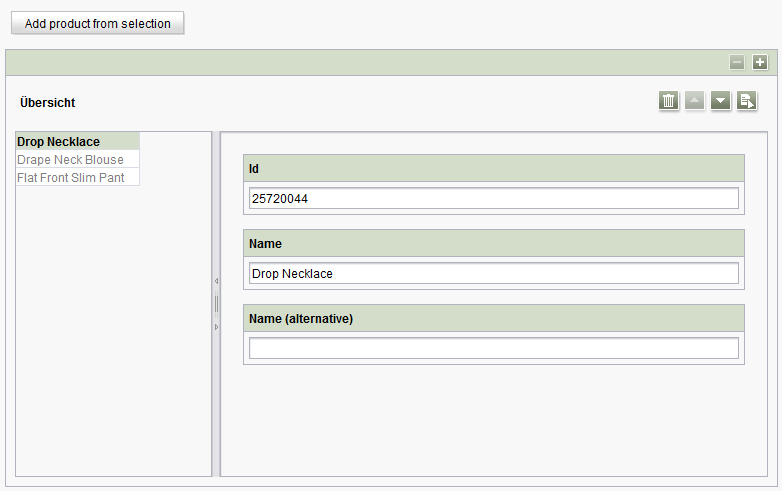 Add product from selection
Übersicht
Drop Necklace
Drape Neck Blouse
Flat Front Slim Pant
Id
25720044
Name
Drop Necklace
Name (alternative)